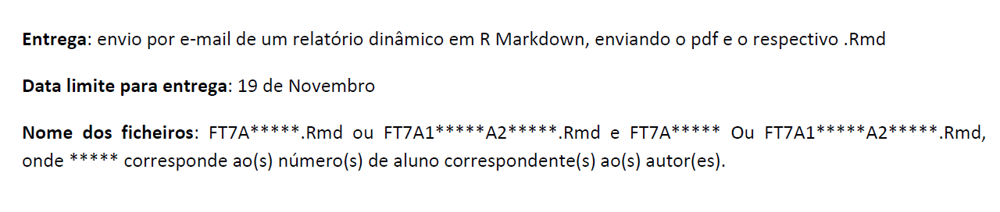 Entrega: envio por e-mail de um relatório dinâmico em R Markdown, enviando o pdf e o respectivo .Rmd
Data limite para entrega: 19 de Novembro
Nome dos ficheiros: FT7A*****.Rmd ou FT7A1*****A2*****.Rmd e FT7A***** Ou FT7A1*****A2*****.Rmd,
onde ***** corresponde ao(s) número(s) de aluno correspondente(s) ao(s) autor(es).